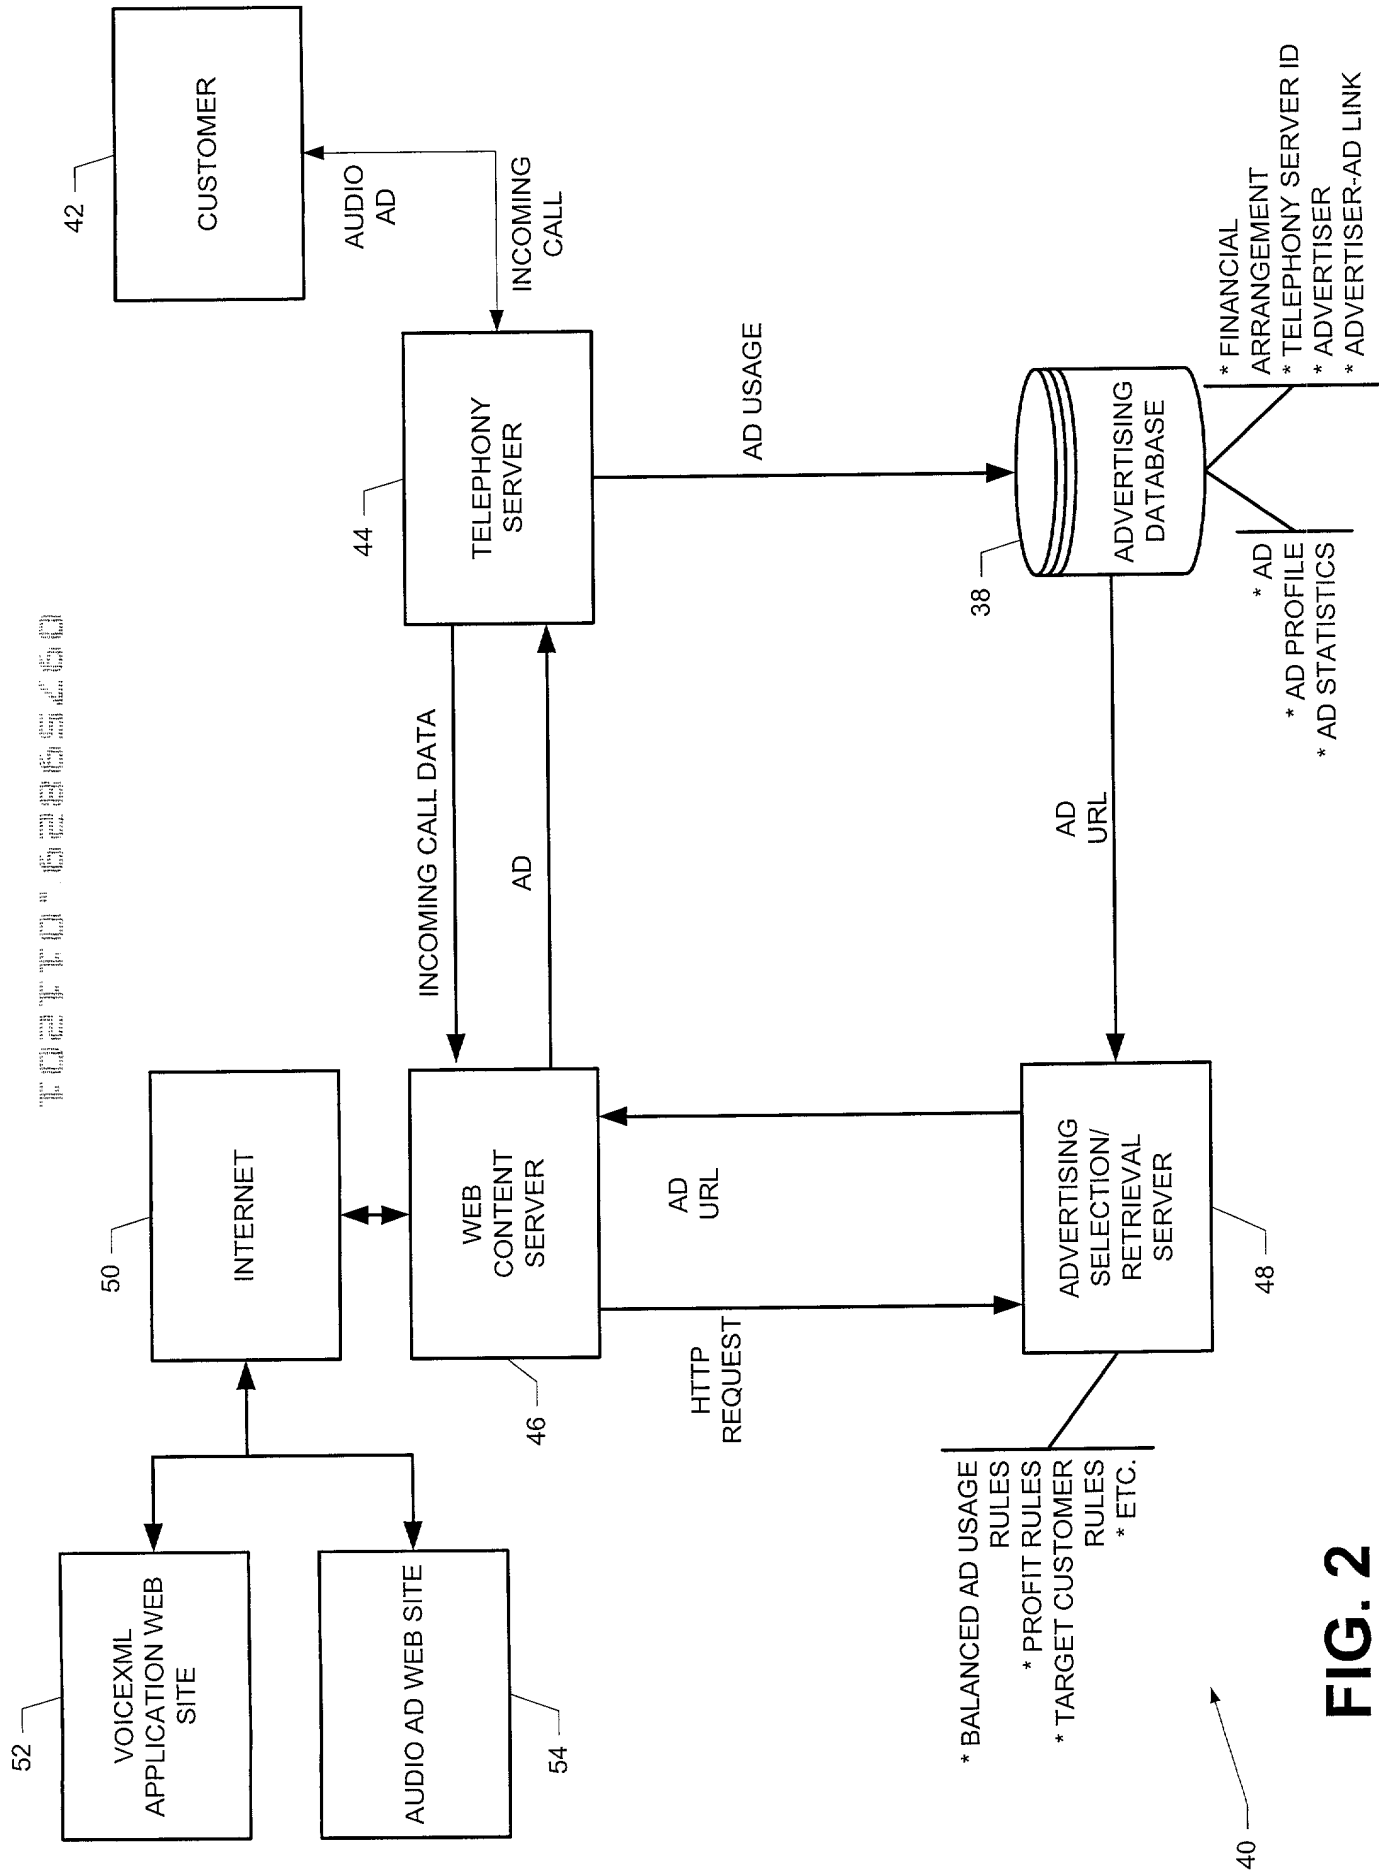 52
VOICEXML
APPLICATION WEB
SITE
54
AUDIO AD WEB SITE
50
INTERNET
46
WEB
CONTENT
SERVER
INCOMING CALL DATA
AD
44
TELEPHONY
SERVER
42
CUSTOMER
AUDIO
AD
INCOMING
CALL
HTTP
REQUEST
AD
URL
AD USAGE
48
ADVERTISING
SELECTION/
RETRIEVAL
SERVER
* BALANCED AD USAGE
RULES
* PROFIT RULES
* TARGET CUSTOMER
RULES
* ETC.
AD
URL
38
ADVERTISING
DATABASE
* AD
* AD PROFILE
* AD STATISTICS
* FINANCIAL
ARRANGEMENT
* TELEPHONY SERVER ID
* ADVERTISER
* ADVERTISER-AD LINK
40
FIG. 2